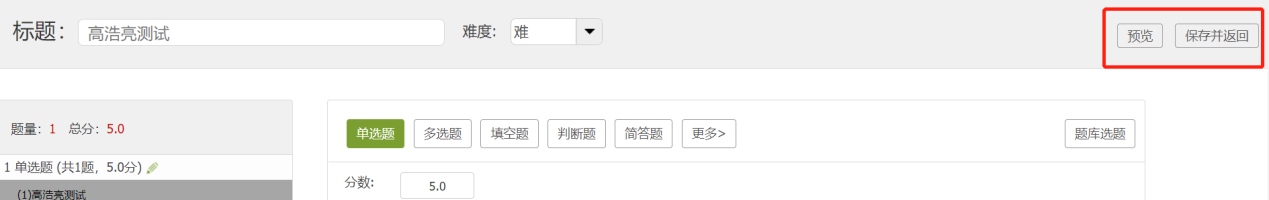 标题： 高浩亮测试 难度： 难 预览 保存并返回
题量：1 总分：5.0
单选题 多选题 填空题 判断题 简答题 更多> 题库选题
1 单选题 (共1题，5.0分)
分数： 5.0
(1)高浩亮测试